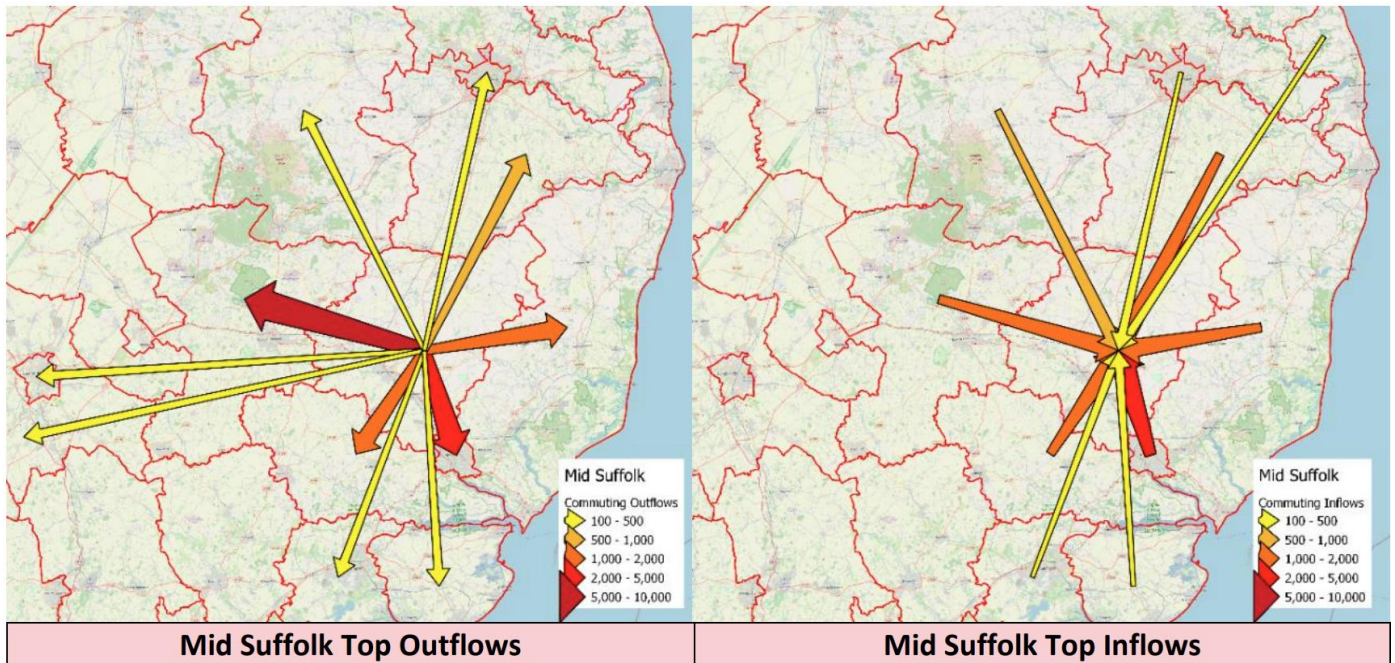 Mid Suffolk
Commuting Outflows
100 - 500
500 - 1,000
1,000 - 2,000
2,000 - 5,000
5,000 - 10,000
Mid Suffolk
Commuting Inflows
100 - 500
500 - 1,000
1,000 - 2,000
2,000 - 5,000
5,000 - 10,000
Mid Suffolk Top Outflows
Mid Suffolk Top Inflows